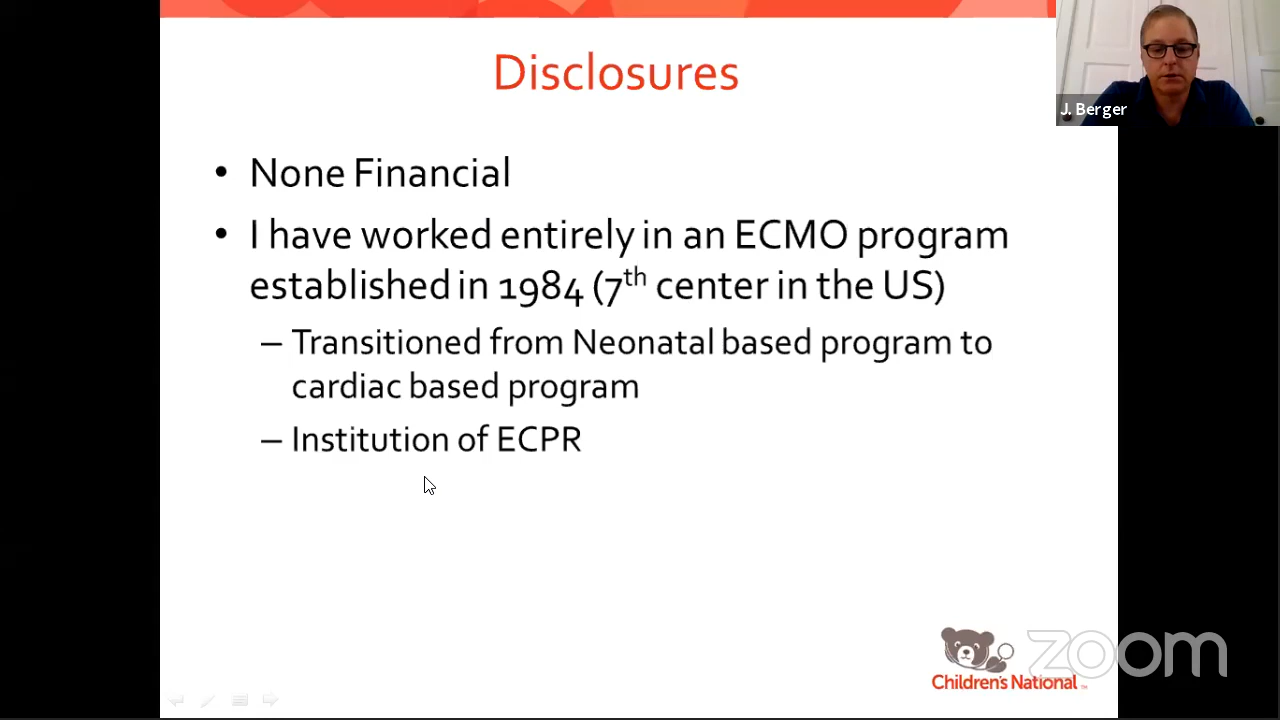 Disclosures
J. Berger
• None Financial
• I have worked entirely in an ECMO program
established in 1984 (7th center in the US)
– Transitioned from Neonatal based program to
cardiac based program
– Institution of ECPR
Children's National ™
zoom